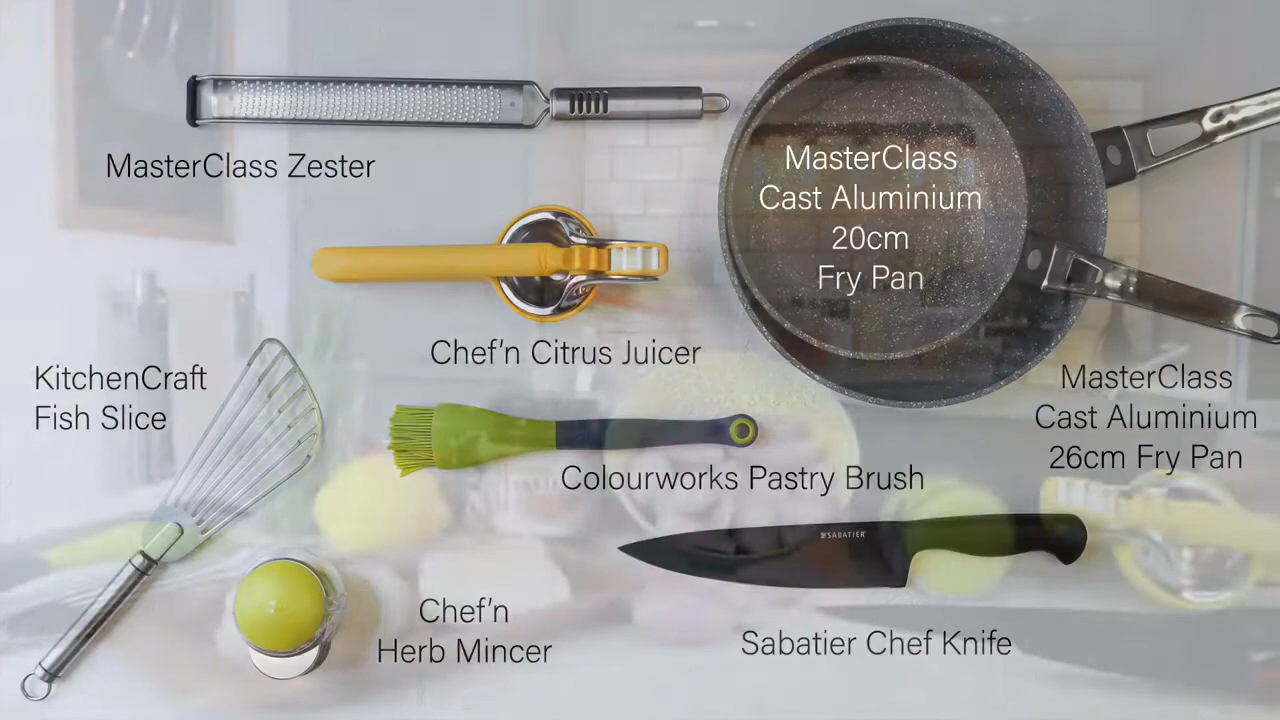 MasterClass Zester
MasterClass
Cast Aluminium
20cm
Fry Pan
Chef'n Citrus Juicer
KitchenCraft
Fish Slice
MasterClass
Cast Aluminium
26cm Fry Pan
Colourworks Pastry Brush
SABATIER
Chef'n
Herb Mincer
Sabatier Chef Knife